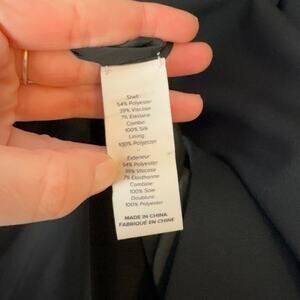 Shell:
54% Polyester
39% Viscose
7% Elastane
Combo:
100% Silk
Lining:
100% Polyester
Exterieur:
54% Polyester
39% Viscose
7% Elasthanne
Combine:
100% Soie
Doublure:
100% Polyester
MADE IN CHINA
FABRIQUÉ EN CHINE